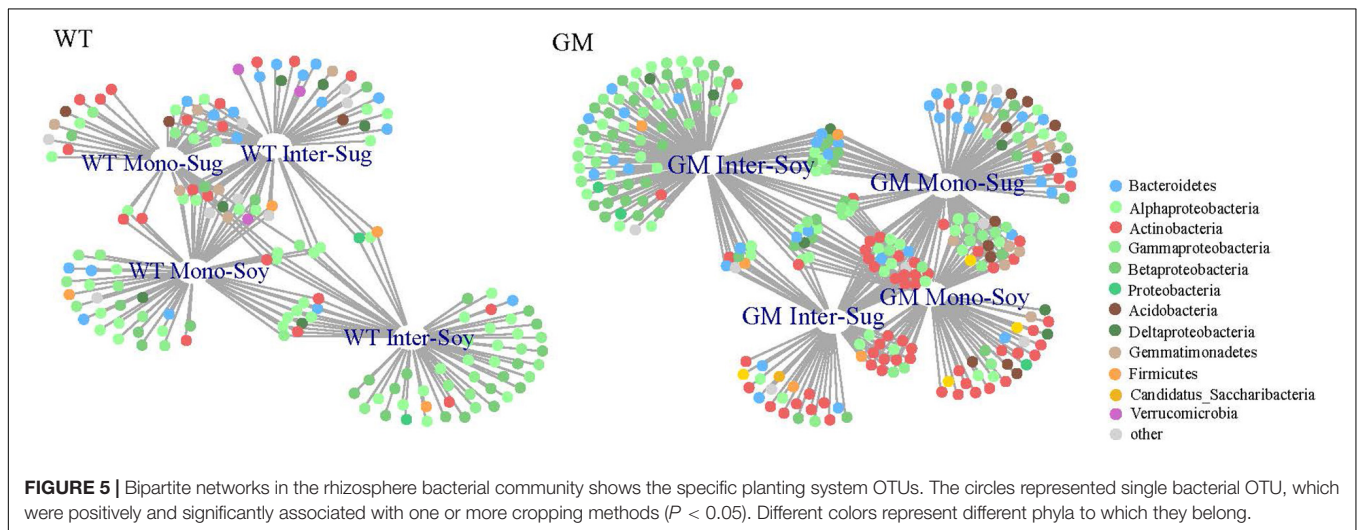 WT
GM
WT Mono-Sug
WT Inter-Sug
WT Mono-Soy
WT Inter-Soy
GM Inter-Soy
GM Mono-Sug
GM Inter-Sug
GM Mono-Soy
Bacteroidetes
Alphaproteobacteria
Actinobacteria
Gammaproteobacteria
Betaproteobacteria
Proteobacteria
Acidobacteria
Deltaproteobacteria
Gemmatimonadetes
Firmicutes
Candidatus_Saccharibacteria
Verrucomicrobia
other
FIGURE 5 | Bipartite networks in the rhizosphere bacterial community shows the specific planting system OTUs. The circles represented single bacterial OTU, which
were positively and significantly associated with one or more cropping methods (P < 0.05). Different colors represent different phyla to which they belong.